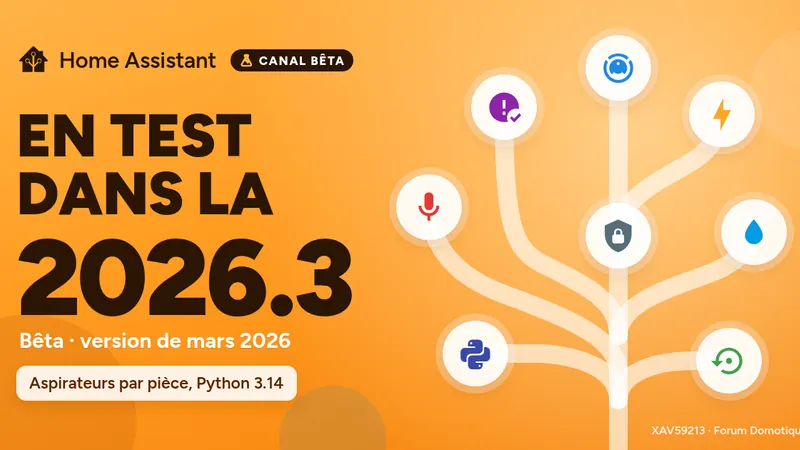 Home Assistant
CANAL BÊTA
EN TEST
DANS LA
2026.3
Bêta · version de mars 2026
Aspirateurs par pièce, Python 3.14
XAV59213 · Forum Domotiqu